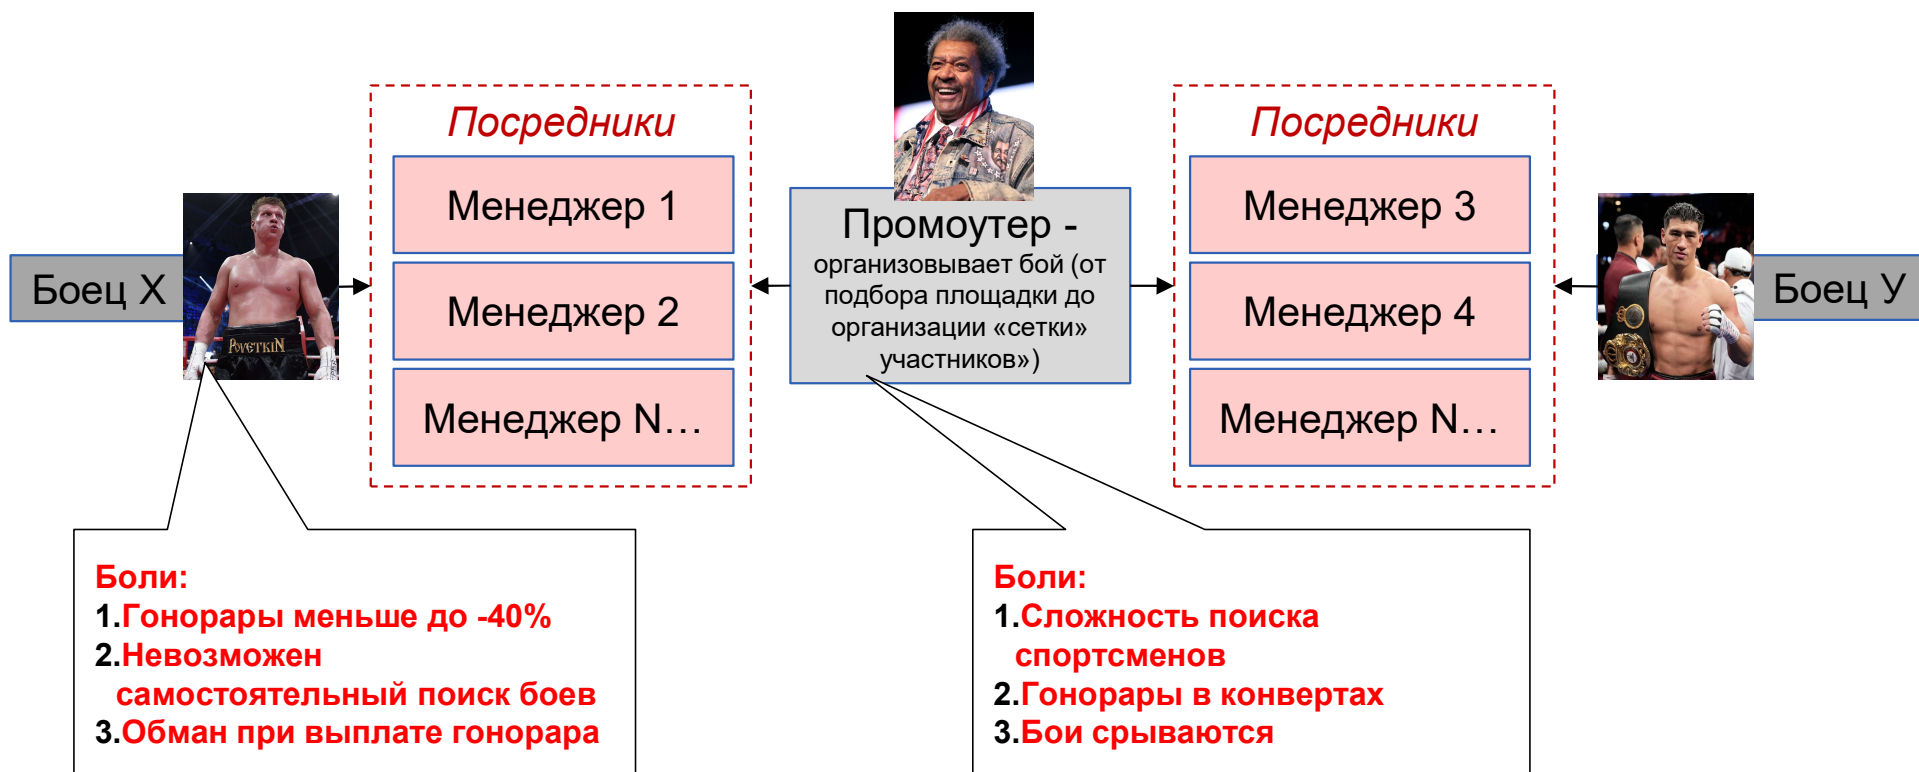 Посредники
Менеджер 1
Менеджер 2
Менеджер N…
Боец Х
POVETKIN
Промоутер -
организовывает бой (от
подбора площадки до
организации «сетки»
участников»)
Посредники
Менеджер 3
Менеджер 4
Менеджер N…
Боец У
Боли:
1.Гонорары меньше до -40%
2.Невозможен
самостоятельный поиск боев
3.Обман при выплате гонорара
Боли:
1.Сложность поиска
спортсменов
2.Гонорары в конвертах
3.Бои срываются